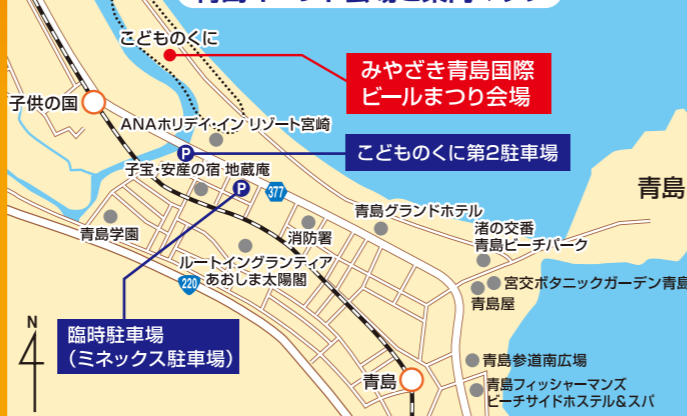 こどものくに
みやざき青島国際
ビールまつり会場
子供の国
ANAホリデイ・イン リゾート宮崎
P
こどものくに第2駐車場
子宝・安産の宿 地蔵庵
P
377
青島
青島グランドホテル
青島学園
消防署
渚の交番
青島ビーチパーク
ルートイングランティア
あおしま太陽閣
220
宮交ボタニックガーデン青島
青島屋
N
臨時駐車場
（ミネックス駐車場）
青島参道南広場
青島
青島フィッシャーマンズ
ビーチサイドホステル&スパ